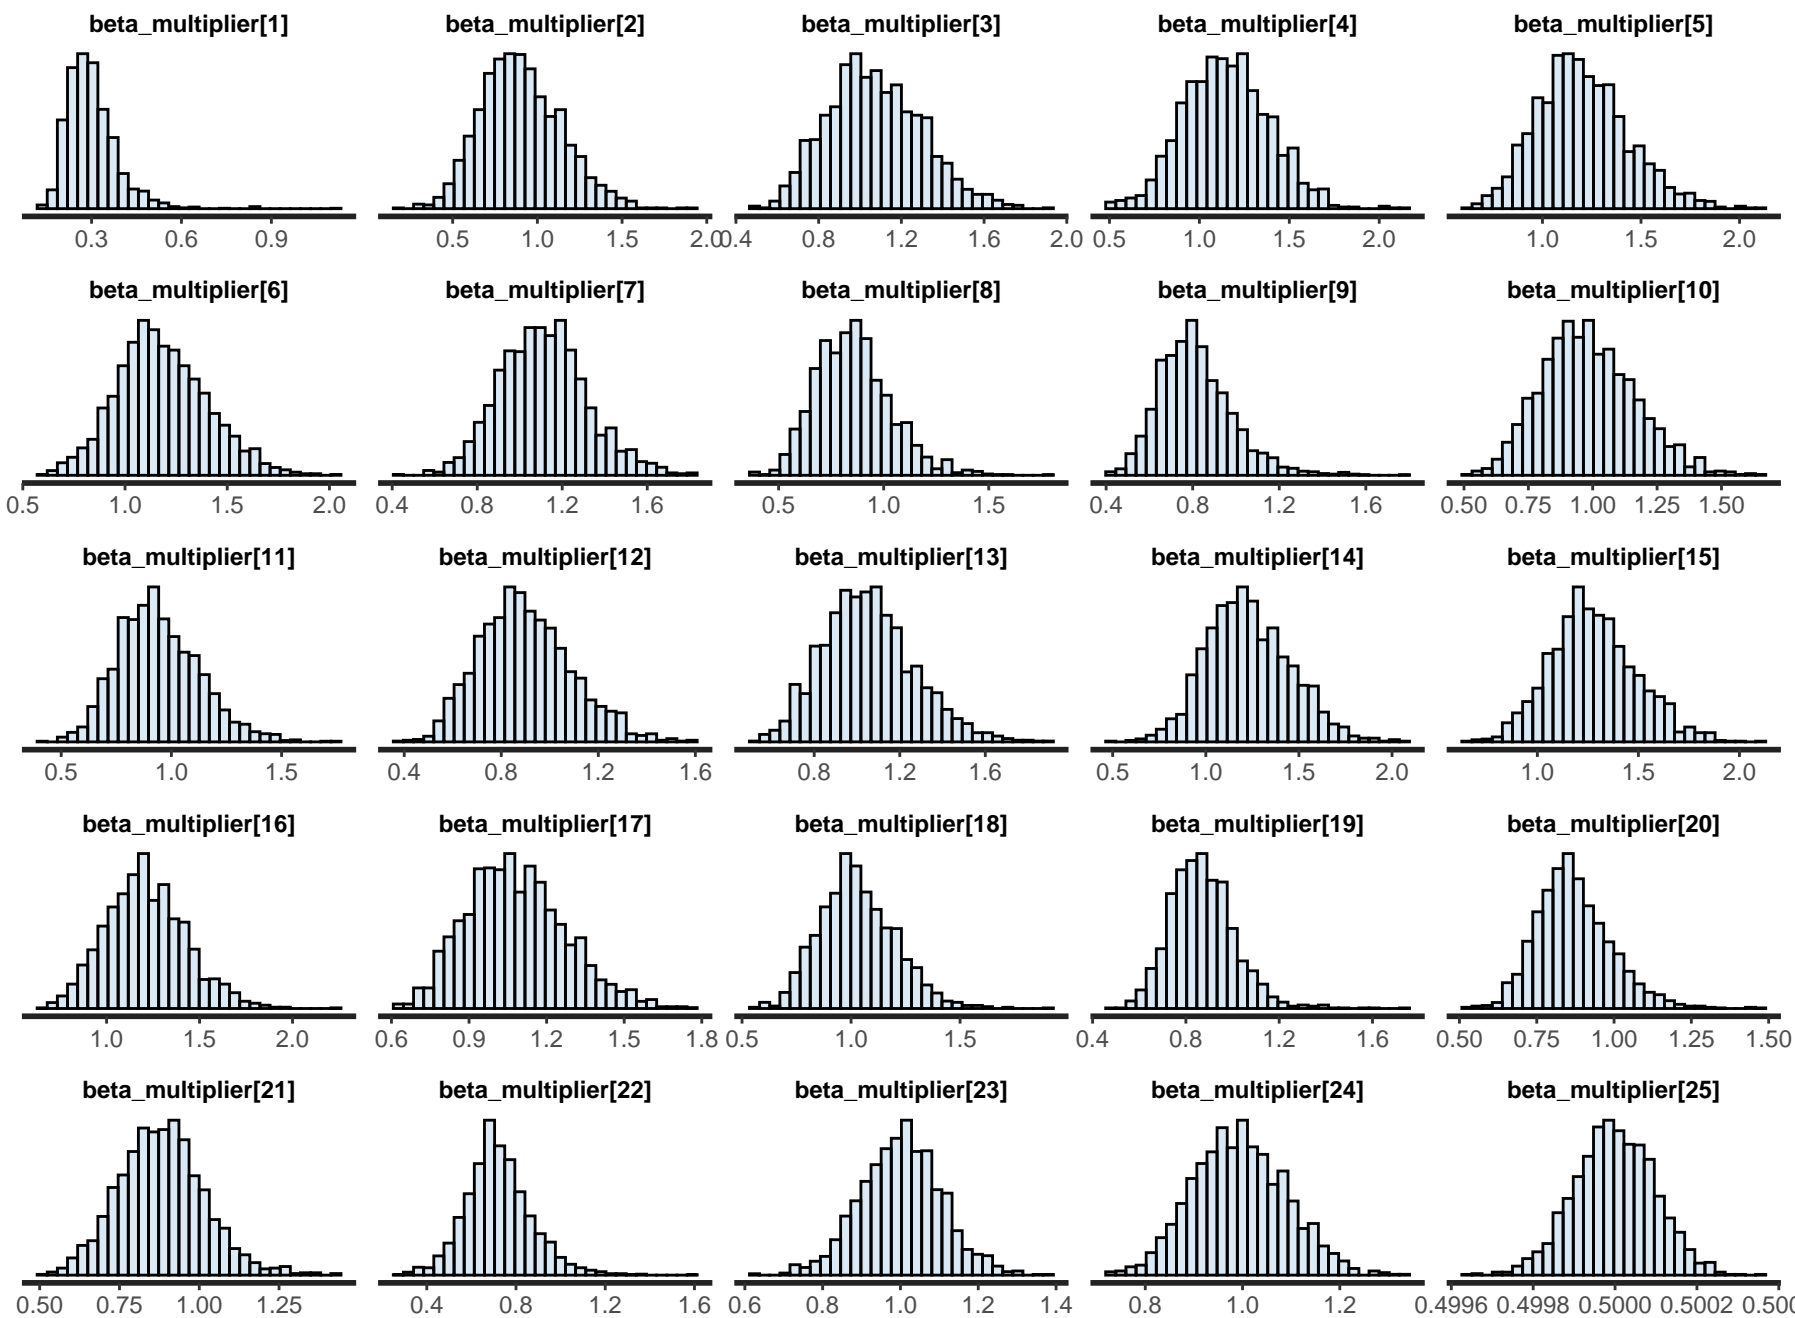 beta_multiplier[1] beta_multiplier[2] beta_multiplier[3] beta_multiplier[4] beta_multiplier[5]
0.3 0.6 0.9 0.5 1.0 1.5 2.0 0.4 0.8 1.2 1.6 2.0 0.5 1.0 1.5 2.0 1.0 1.5 2.0
beta_multiplier[6] beta_multiplier[7] beta_multiplier[8] beta_multiplier[9] beta_multiplier[10]
0.5 1.0 1.5 2.0 0.4 0.8 1.2 1.6 0.5 1.0 1.5 0.4 0.8 1.2 1.6 0.50 0.75 1.00 1.25 1.50
beta_multiplier[11] beta_multiplier[12] beta_multiplier[13] beta_multiplier[14] beta_multiplier[15]
0.5 1.0 1.5 0.4 0.8 1.2 1.6 0.8 1.2 1.6 0.5 1.0 1.5 2.0 1.0 1.5 2.0
beta_multiplier[16] beta_multiplier[17] beta_multiplier[18] beta_multiplier[19] beta_multiplier[20]
1.0 1.5 2.0 0.6 0.9 1.2 1.5 1.8 0.5 1.0 1.5 0.4 0.8 1.2 1.6 0.50 0.75 1.00 1.25 1.50
beta_multiplier[21] beta_multiplier[22] beta_multiplier[23] beta_multiplier[24] beta_multiplier[25]
0.50 0.75 1.00 1.25 0.4 0.8 1.2 1.6 0.6 0.8 1.0 1.2 1.4 0.8 1.0 1.2 0.4996 0.4998 0.5000 0.5002